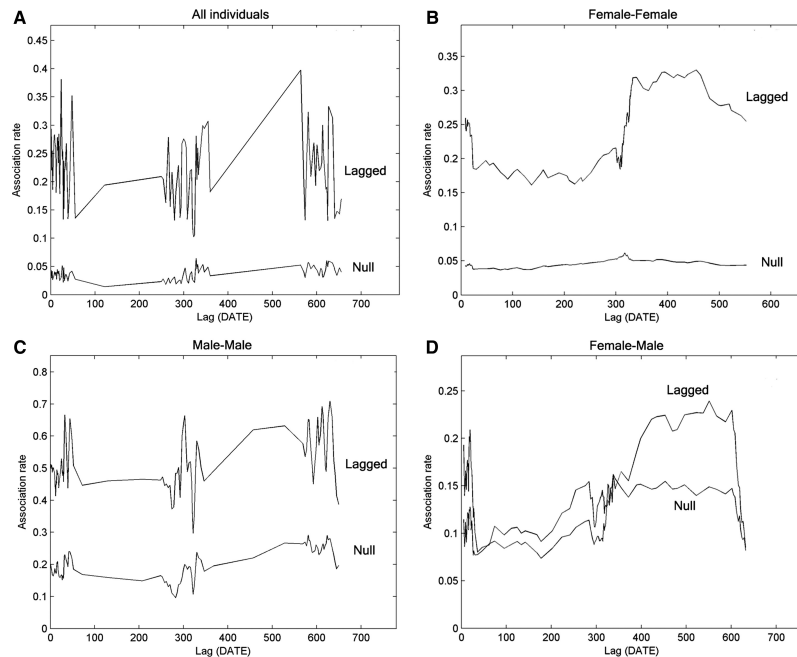 A
All individuals
0.45
0.4
0.35
0.3
0.25
0.2
0.15
0.1
0.05
0
Association rate
Lagged
Null
0 100 200 300 400 500 600 700
Lag (DATE)
B
Female-Female
0.35
0.3
0.25
0.2
0.15
0.1
0.05
0
Association rate
Lagged
Null
0 100 200 300 400 500 600
Lag (DATE)
C
Male-Male
0.8
0.7
0.6
0.5
0.4
0.3
0.2
0.1
0
Association rate
Lagged
Null
0 100 200 300 400 500 600 700
Lag (DATE)
D
Female-Male
0.25
0.2
0.15
0.1
0.05
0
Association rate
Lagged
Null
0 100 200 300 400 500 600 700
Lag (DATE)